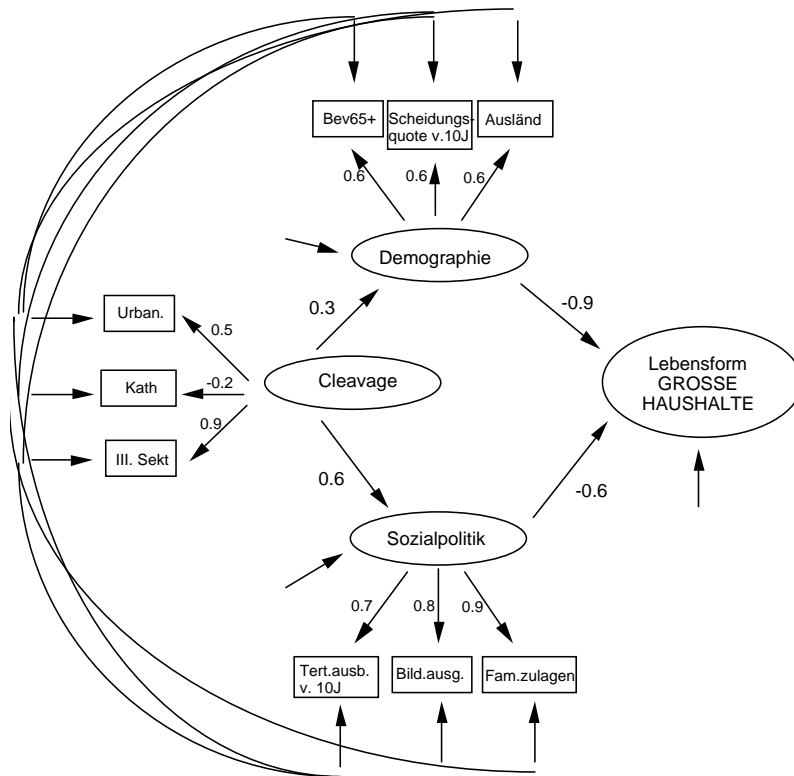 Bev65+
Scheidungs-
quote v.10J
Ausländ
0.6
0.6
0.6
Demographie
0.3
-0.9
Urban.
0.5
Kath
-0.2
Cleavage
Lebensform
GROSSE
HAUSHALTE
III. Sekt
0.9
0.6
-0.6
Sozialpolitik
0.7
0.8
0.9
Tert.ausb.
v. 10J
Bild.ausg.
Fam.zulagen